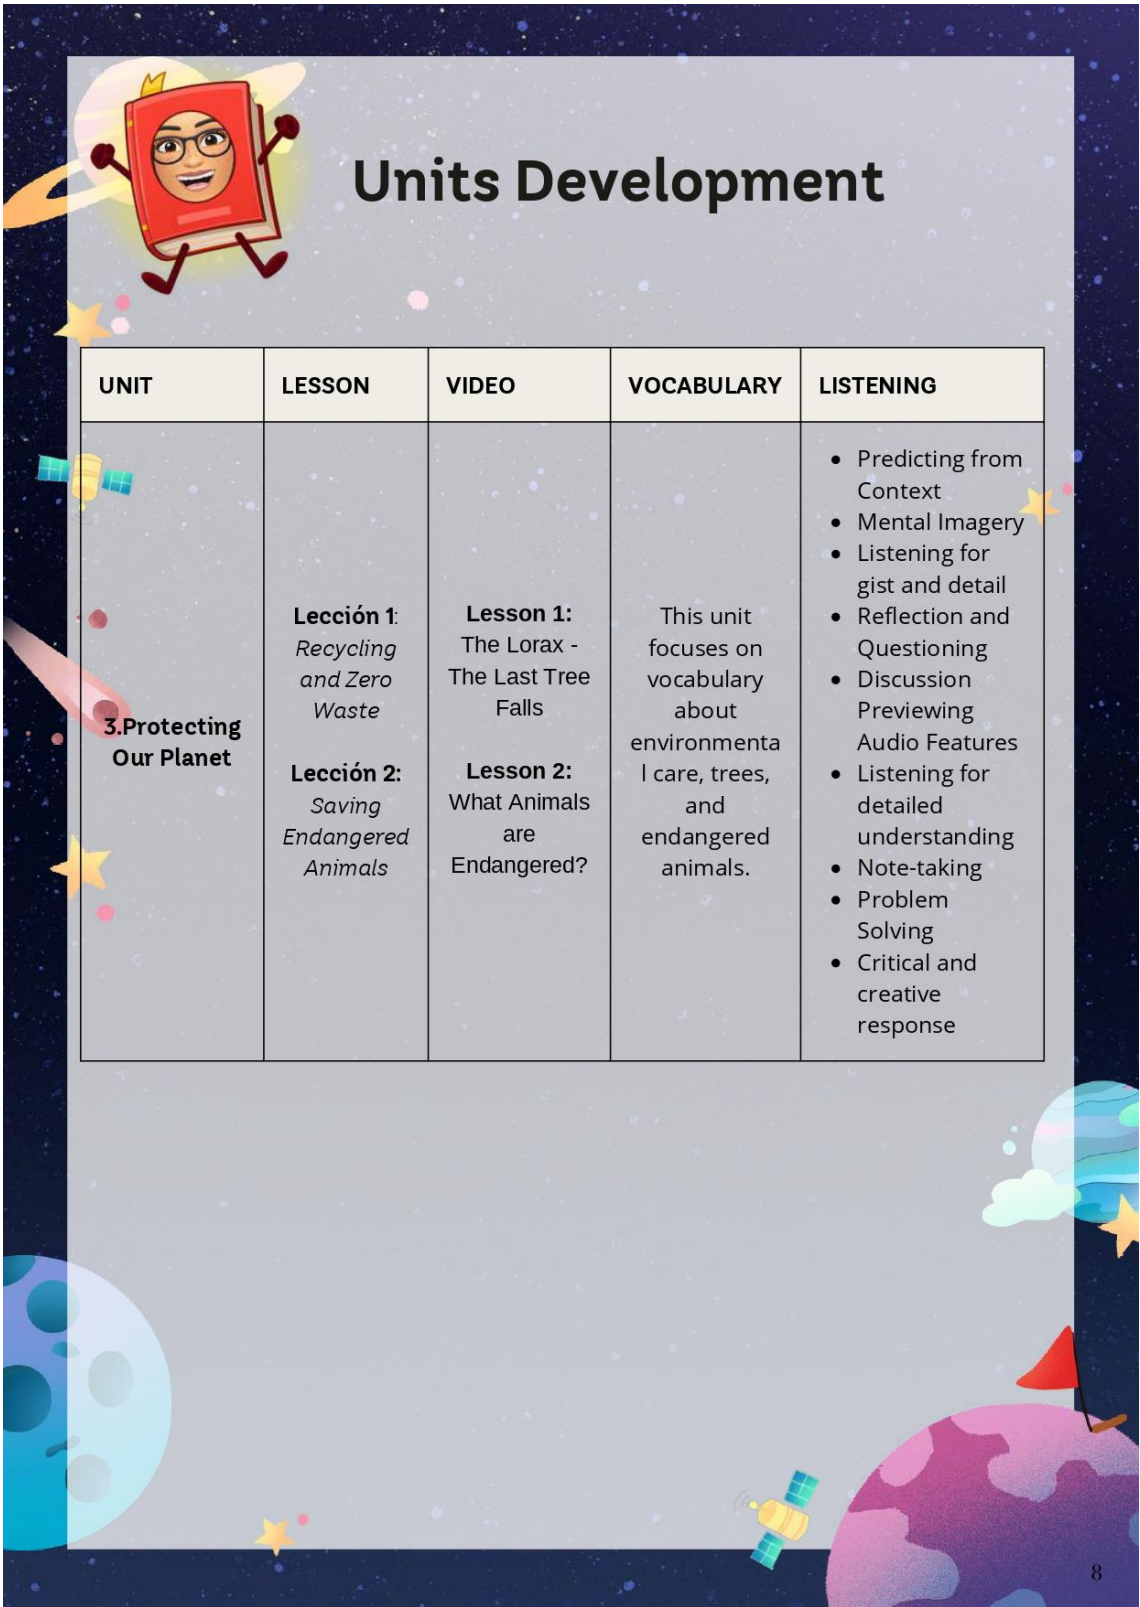 Units Development
UNIT
LESSON
VIDEO
VOCABULARY
LISTENING
3.Protecting
Our Planet
Lección 1:
Recycling
and Zero
Waste
Lección 2:
Saving
Endangered
Animals
Lesson 1:
The Lorax -
The Last Tree
Falls
Lesson 2:
What Animals
are
Endangered?
This unit
focuses on
vocabulary
about
environmenta
l care, trees,
and
endangered
animals.
• Predicting from
Context
• Mental Imagery
• Listening for
gist and detail
• Reflection and
Questioning
• Discussion
Previewing
Audio Features
• Listening for
detailed
understanding
• Note-taking
• Problem
Solving
• Critical and
creative
response
8